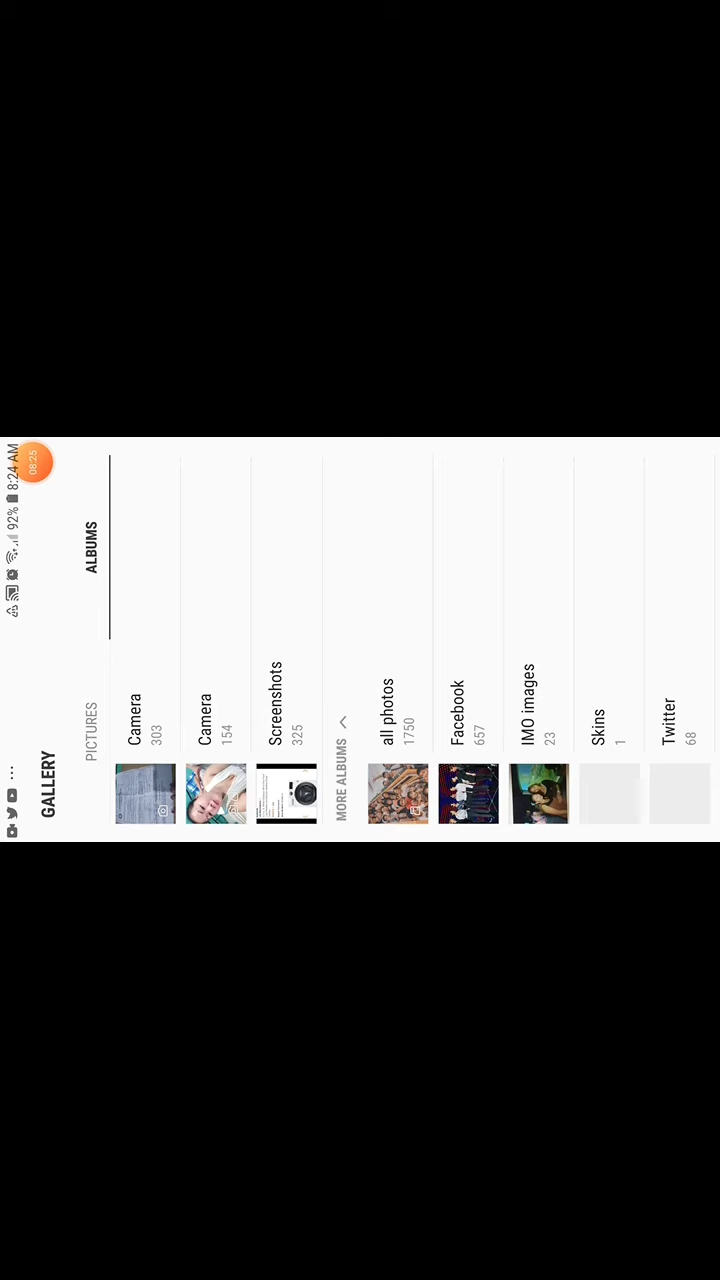 8:24 AM
92%
08:25
GALLERY
PICTURES
ALBUMS
Camera
303
Camera
154
Screenshots
325
MORE ALBUMS
all photos
1750
Facebook
657
IMO images
23
Skins
1
Twitter
68